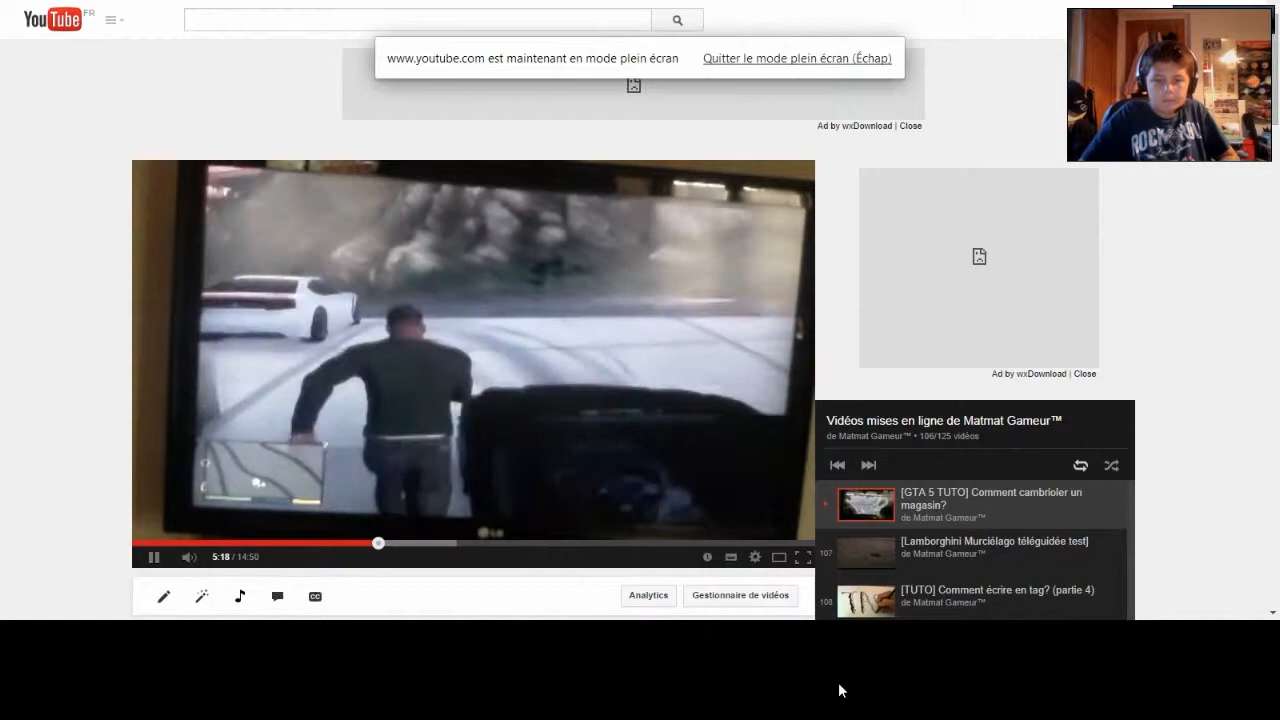 YouTube FR
www.youtube.com est maintenant en mode plein écran Quitter le mode plein écran (Échap)
Ad by wxDownload | Close
ROCK
Ad by wxDownload | Close
Vidéos mises en ligne de Matmat Gameur™
de Matmat Gameur™ • 106/125 vidéos
[GTA 5 TUTO] Comment cambrioler un
magasin?
de Matmat Gameur™
107
[Lamborghini Murciélago téléguidée test]
de Matmat Gameur™
108
[TUTO] Comment écrire en tag? (partie 4)
de Matmat Gameur™
LG
5:18 / 14:50
CC
Analytics
Gestionnaire de vidéos